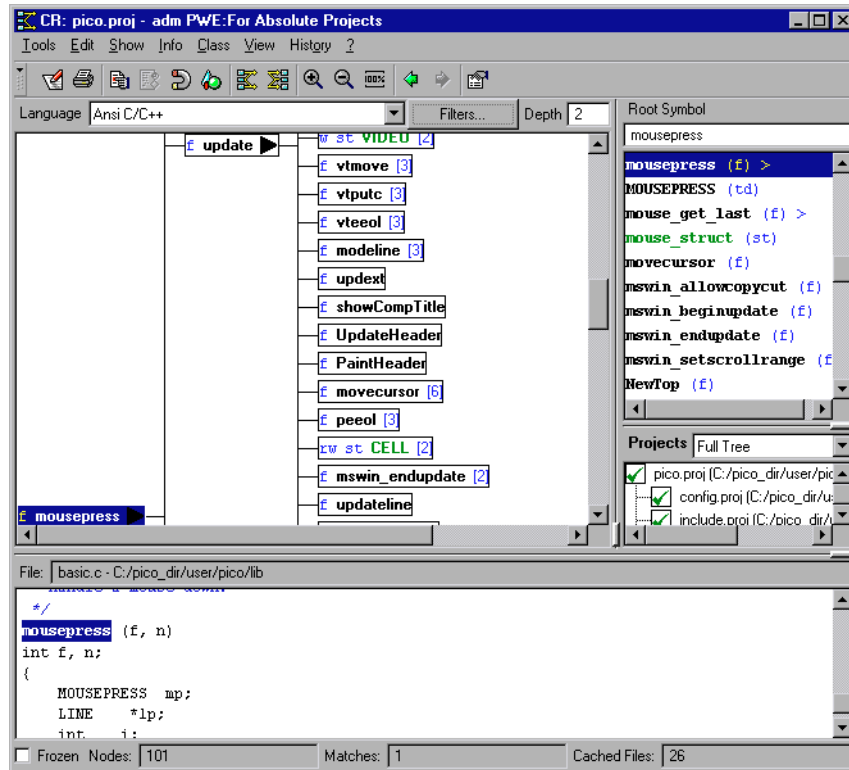 CR: pico.proj - adm PWE:For Absolute Projects
Tools Edit Show Info Class View History ?
100%
Language Ansi C/C++ Filters... Depth 2
Root Symbol
mousepress
f update
w st VIDEO [2]
f vtmove [3]
f vtputc [3]
f vteeol [3]
f modeline [3]
f updext
f showCompTitle
f UpdateHeader
f PaintHeader
f movecursor [6]
f peeol [3]
rw st CELL [2]
f mswin_endupdate [2]
f updateline
f mousepress
mousepress (f) >
MOUSEPRESS (td)
mouse_get_last (f) >
mouse_struct (st)
movecursor (f)
mswin_allowcopycut (f)
mswin_beginupdate (f)
mswin_endupdate (f)
mswin_setscrollrange (f
NewTop (f)
Projects Full Tree
pico.proj (C:/pico_dir/user/pic
config.proj (C:/pico_dir/u
include.proj (C:/pico_dir/
File: basic.c - C:/pico_dir/user/pico/lib
Handle a mouse down.
*/
mousepress (f, n)
int f, n;
{
MOUSEPRESS mp;
LINE *lp;
int i;
Frozen Nodes: 101 Matches: 1 Cached Files: 26